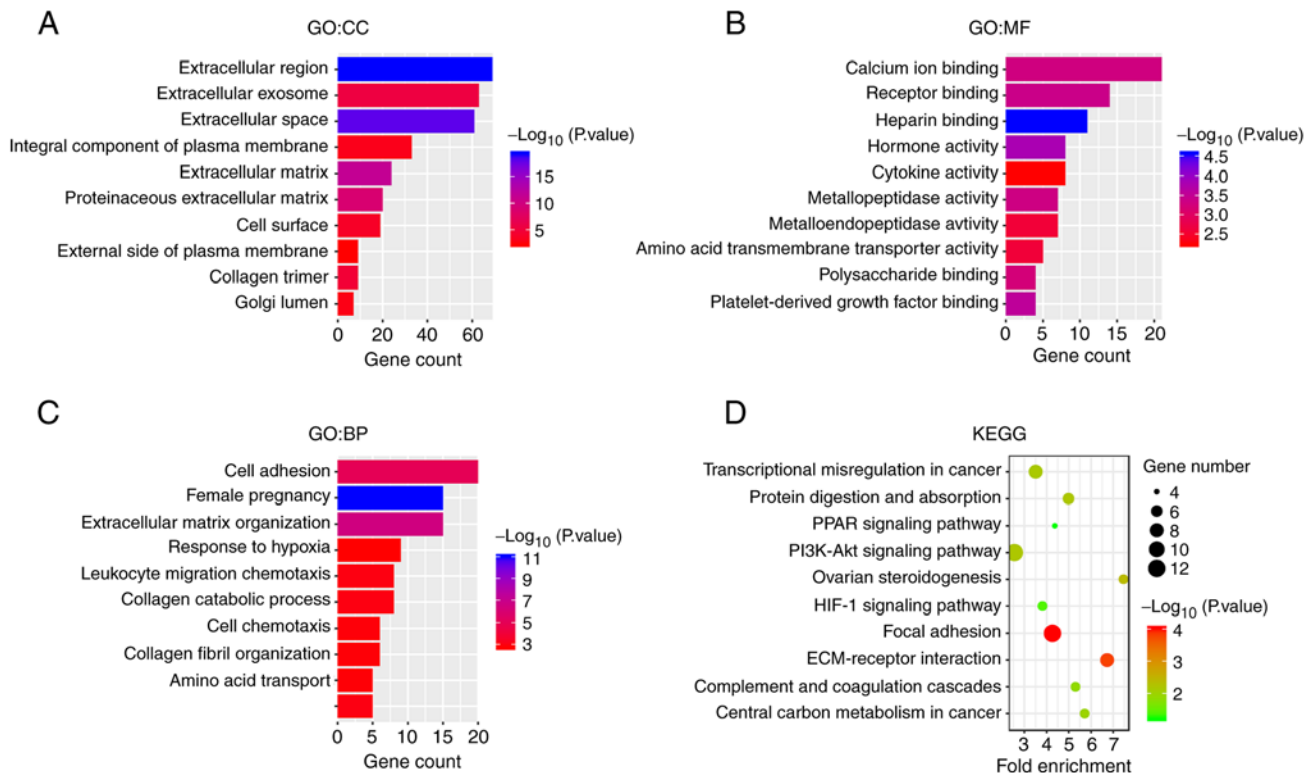 A
GO:CC
Extracellular region
Extracellular exosome
Extracellular space
Integral component of plasma membrane
Extracellular matrix
Proteinaceous extracellular matrix
Cell surface
External side of plasma membrane
Collagen trimer
Golgi lumen
0 20 40 60
Gene count
−Log10 (P.value)
15
10
5
B
GO:MF
Calcium ion binding
Receptor binding
Heparin binding
Hormone activity
Cytokine activity
Metallopeptidase activity
Metalloendopeptidase avtivity
Amino acid transmembrane transporter activity
Polysaccharide binding
Platelet-derived growth factor binding
0 5 10 15 20
Gene count
−Log10 (P.value)
4.5
4.0
3.5
3.0
2.5
C
GO:BP
Cell adhesion
Female pregnancy
Extracellular matrix organization
Response to hypoxia
Leukocyte migration chemotaxis
Collagen catabolic process
Cell chemotaxis
Collagen fibril organization
Amino acid transport
0 5 10 15 20
Gene count
−Log10 (P.value)
11
9
7
5
3
D
KEGG
Transcriptional misregulation in cancer
Protein digestion and absorption
PPAR signaling pathway
PI3K-Akt signaling pathway
Ovarian steroidogenesis
HIF-1 signaling pathway
Focal adhesion
ECM-receptor interaction
Complement and coagulation cascades
Central carbon metabolism in cancer
3 4 5 6 7
Fold enrichment
Gene number
4
6
8
10
12
−Log10 (P.value)
4
3
2